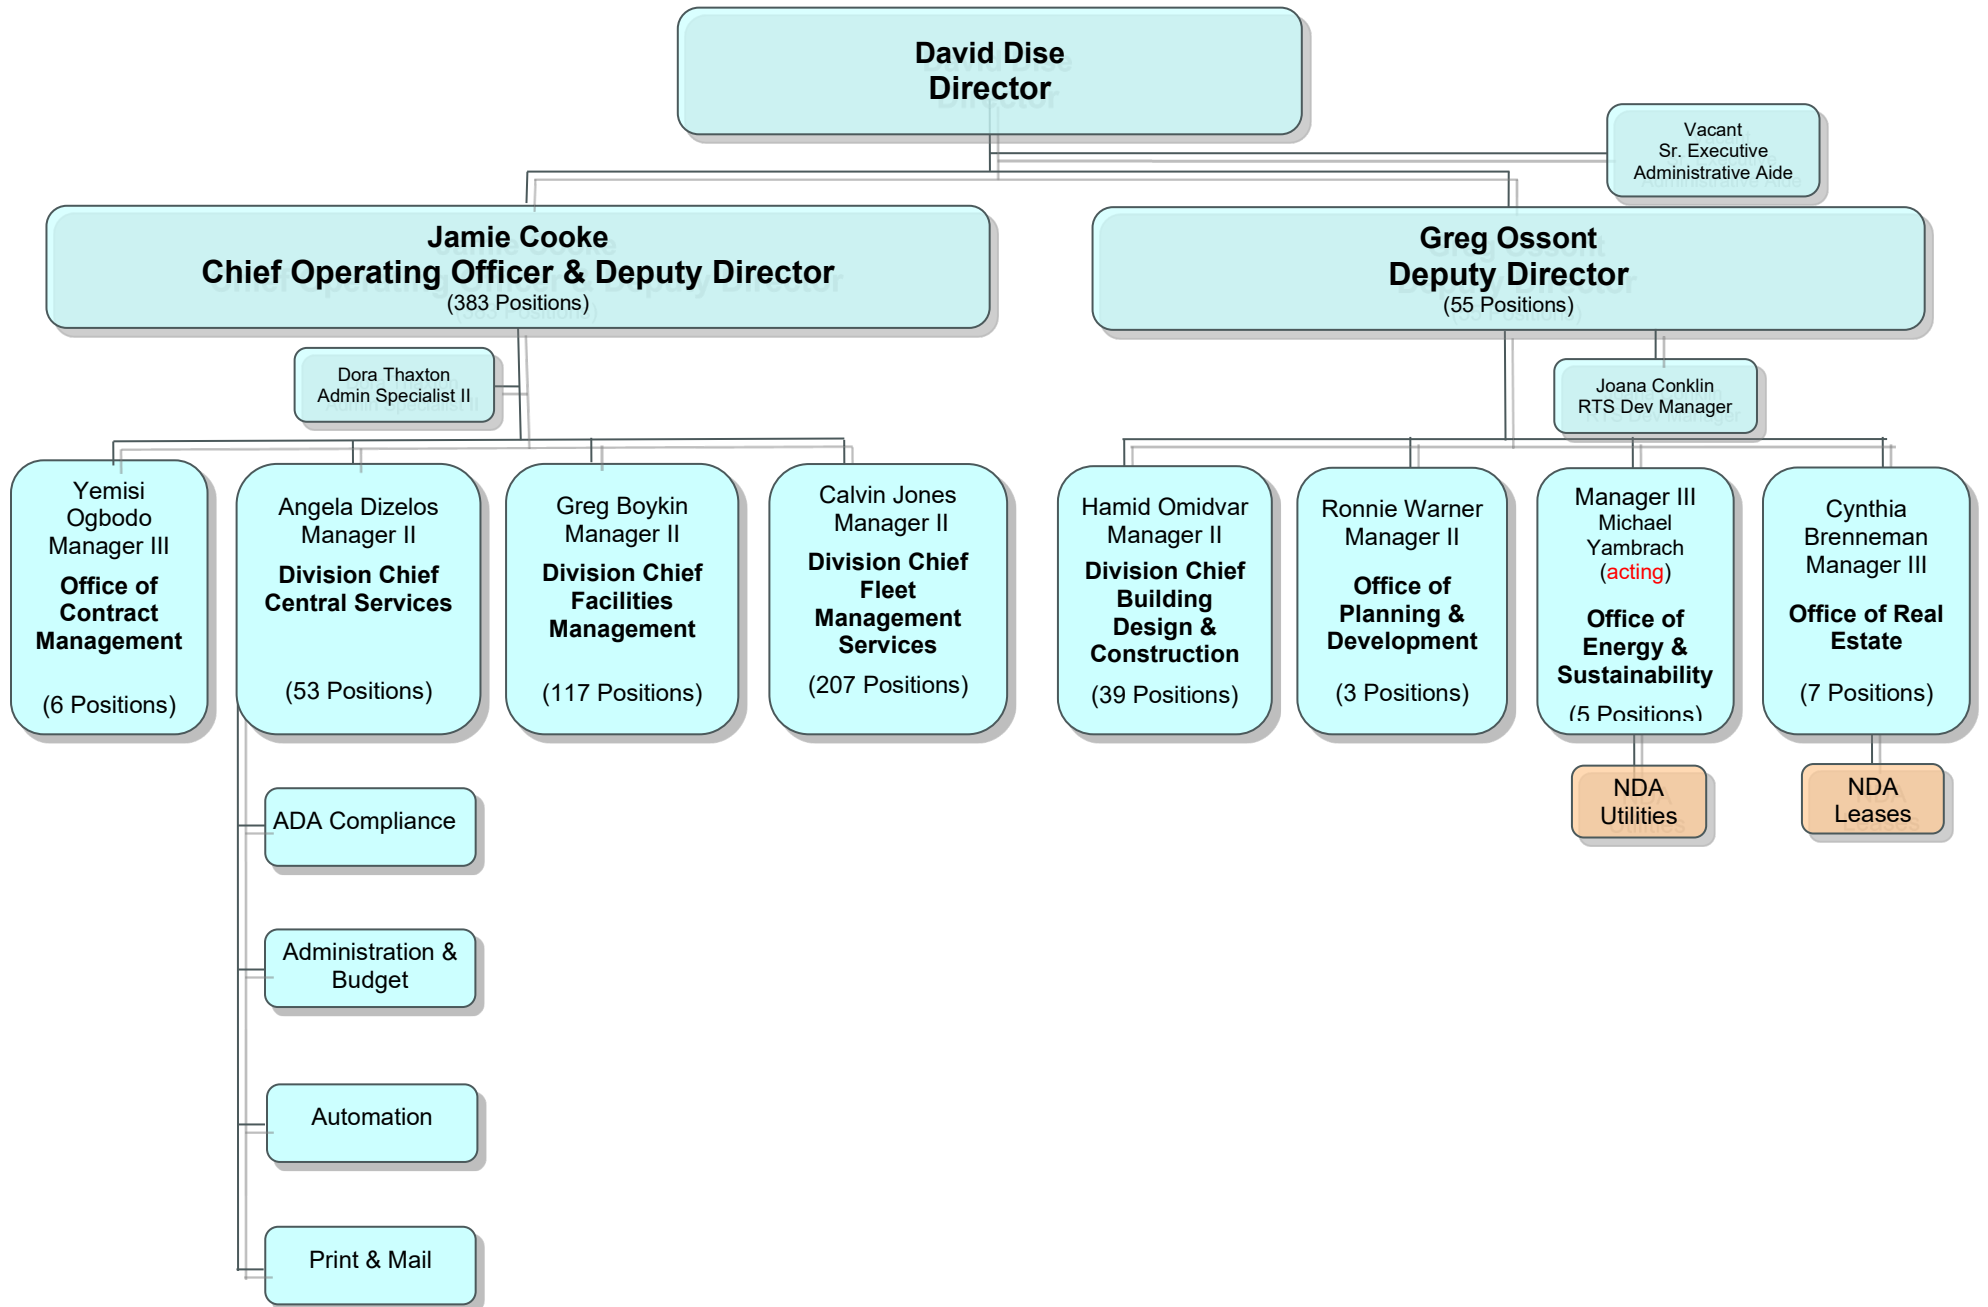 David Dise
Director
Vacant
Sr. Executive
Administrative Aide
Jamie Cooke
Chief Operating Officer & Deputy Director
(383 Positions)
Greg Ossont
Deputy Director
(55 Positions)
Dora Thaxton
Admin Specialist II
Joana Conklin
RTS Dev Manager
Yemisi
Ogbodo
Manager III
Office of
Contract
Management
(6 Positions)
Angela Dizelos
Manager II
Division Chief
Central Services
(53 Positions)
Greg Boykin
Manager II
Division Chief
Facilities
Management
(117 Positions)
Calvin Jones
Manager II
Division Chief
Fleet
Management
Services
(207 Positions)
Hamid Omidvar
Manager II
Division Chief
Building
Design &
Construction
(39 Positions)
Ronnie Warner
Manager II
Office of
Planning &
Development
(3 Positions)
Manager III
Michael
Yambrach
(acting)
Office of
Energy &
Sustainability
(5 Positions)
Cynthia
Brenneman
Manager III
Office of Real
Estate
(7 Positions)
NDA
Utilities
NDA
Leases
ADA Compliance
Administration &
Budget
Automation
Print & Mail